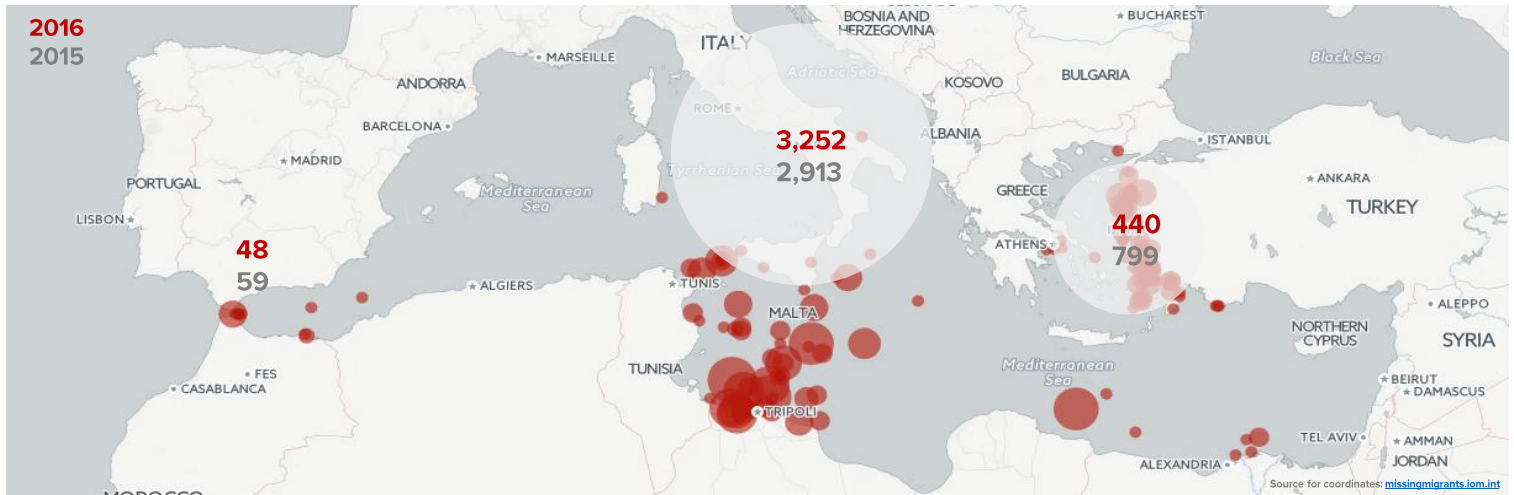 2016
2015
BOSNIA AND
HERZEGOVINA
BUCHAREST
ITALY
MARSEILLE
Adriatic Sea
Black Sea
ANDORRA
KOSOVO
BULGARIA
ROME
BARCELONA
ALBANIA
ISTANBUL
3,252
2,913
MADRID
Tyrrhenian Sea
ANKARA
PORTUGAL
Mediterranean
Sea
GREECE
TURKEY
LISBON
440
799
ATHENS
48
59
TUNIS
ALGIERS
ALEPPO
MALTA
NORTHERN
CYPRUS
SYRIA
TUNISIA
Mediterranean
Sea
FES
CASABLANCA
BEIRUT
DAMASCUS
TRIPOLI
TEL AVIV
AMMAN
JORDAN
ALEXANDRIA
Source for coordinates: missingmigrants.iom.int
MOROCCO